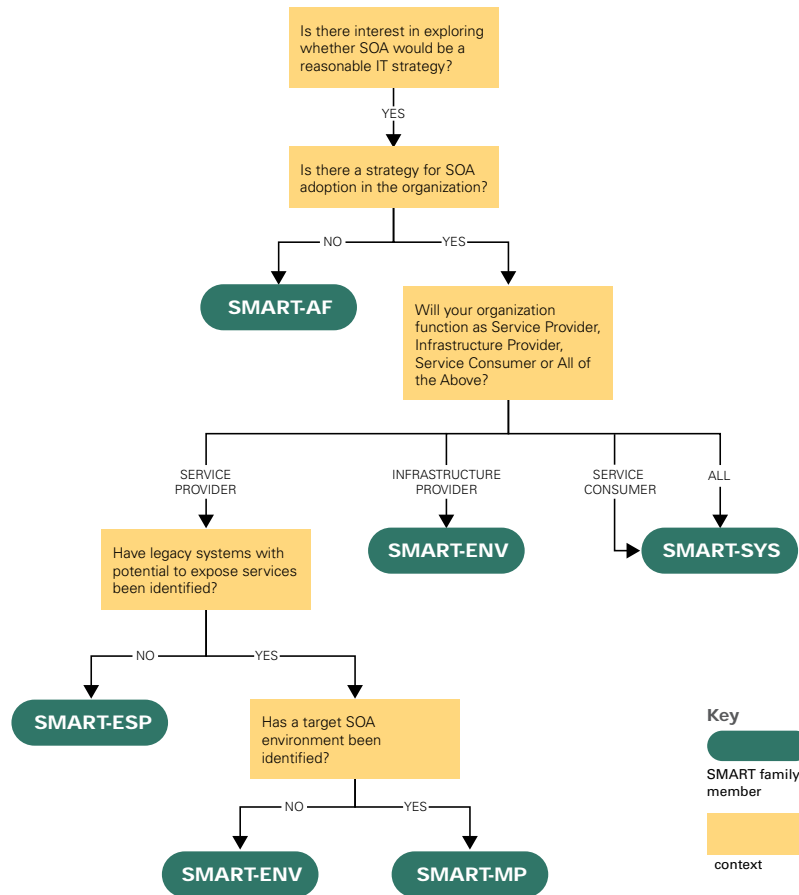 Is there interest in exploring
whether SOA would be a
reasonable IT strategy?
YES
Is there a strategy for SOA
adoption in the organization?
NO
YES
SMART-AF
Will your organization
function as Service Provider,
Infrastructure Provider,
Service Consumer or All of
the Above?
SERVICE
PROVIDER
INFRASTRUCTURE
PROVIDER
SERVICE
CONSUMER
ALL
Have legacy systems with
potential to expose services
been identified?
SMART-ENV
SMART-SYS
NO
YES
SMART-ESP
Has a target SOA
environment been
identified?
NO
YES
SMART-ENV
SMART-MP
Key
SMART family
member
context